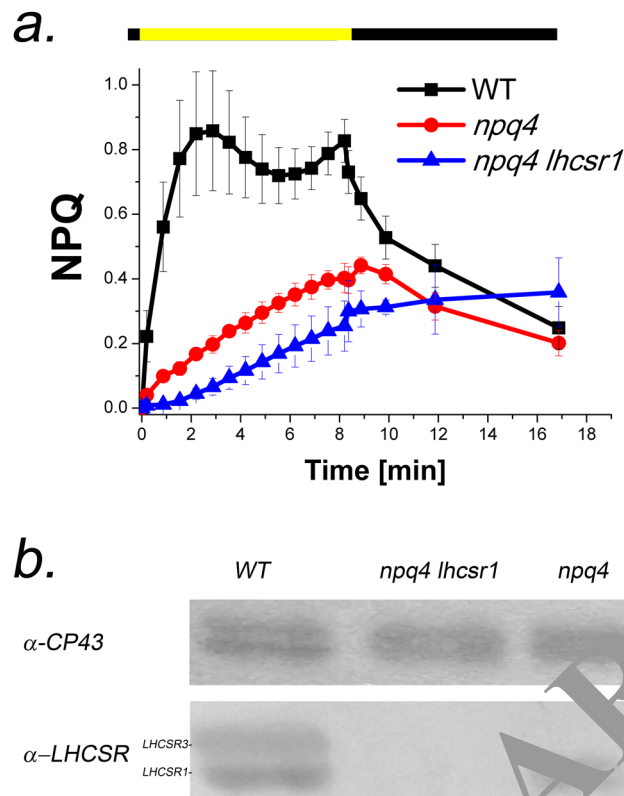 a.
WT
npq4
npq4 lhcsr1
NPQ
1.0
0.8
0.6
0.4
0.2
0.0
0 2 4 6 8 10 12 14 16 18
Time [min]
b.
WT npq4 lhcsr1 npq4
α-CP43
LHCSR3-
α–LHCSR
LHCSR1-